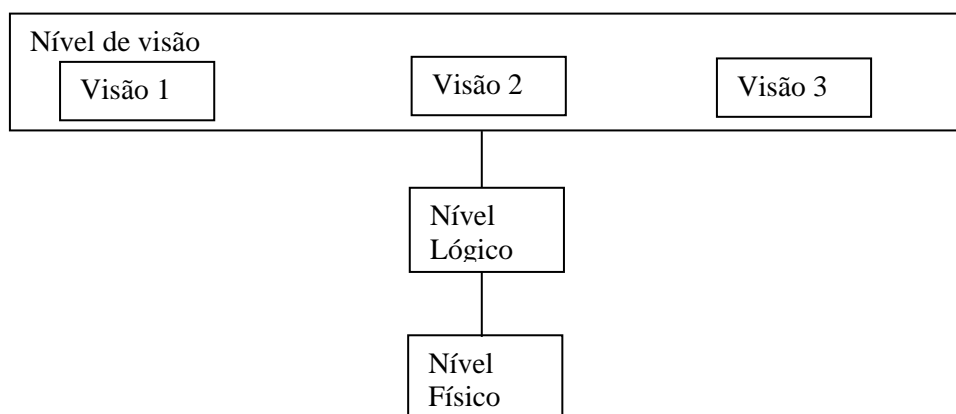 Nível de visão
Visão 1
Visão 2
Visão 3
Nível
Lógico
Nível
Físico